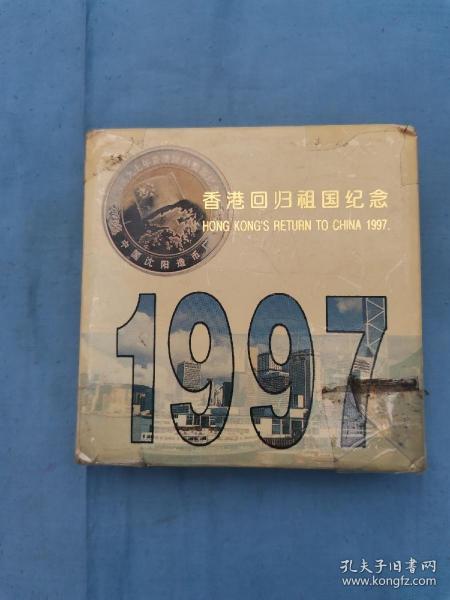 香港回归祖国纪念
HONG KONG'S RETURN TO CHINA 1997.
中国沈阳造币厂
1997
孔夫子旧书网
www.kongfz.com